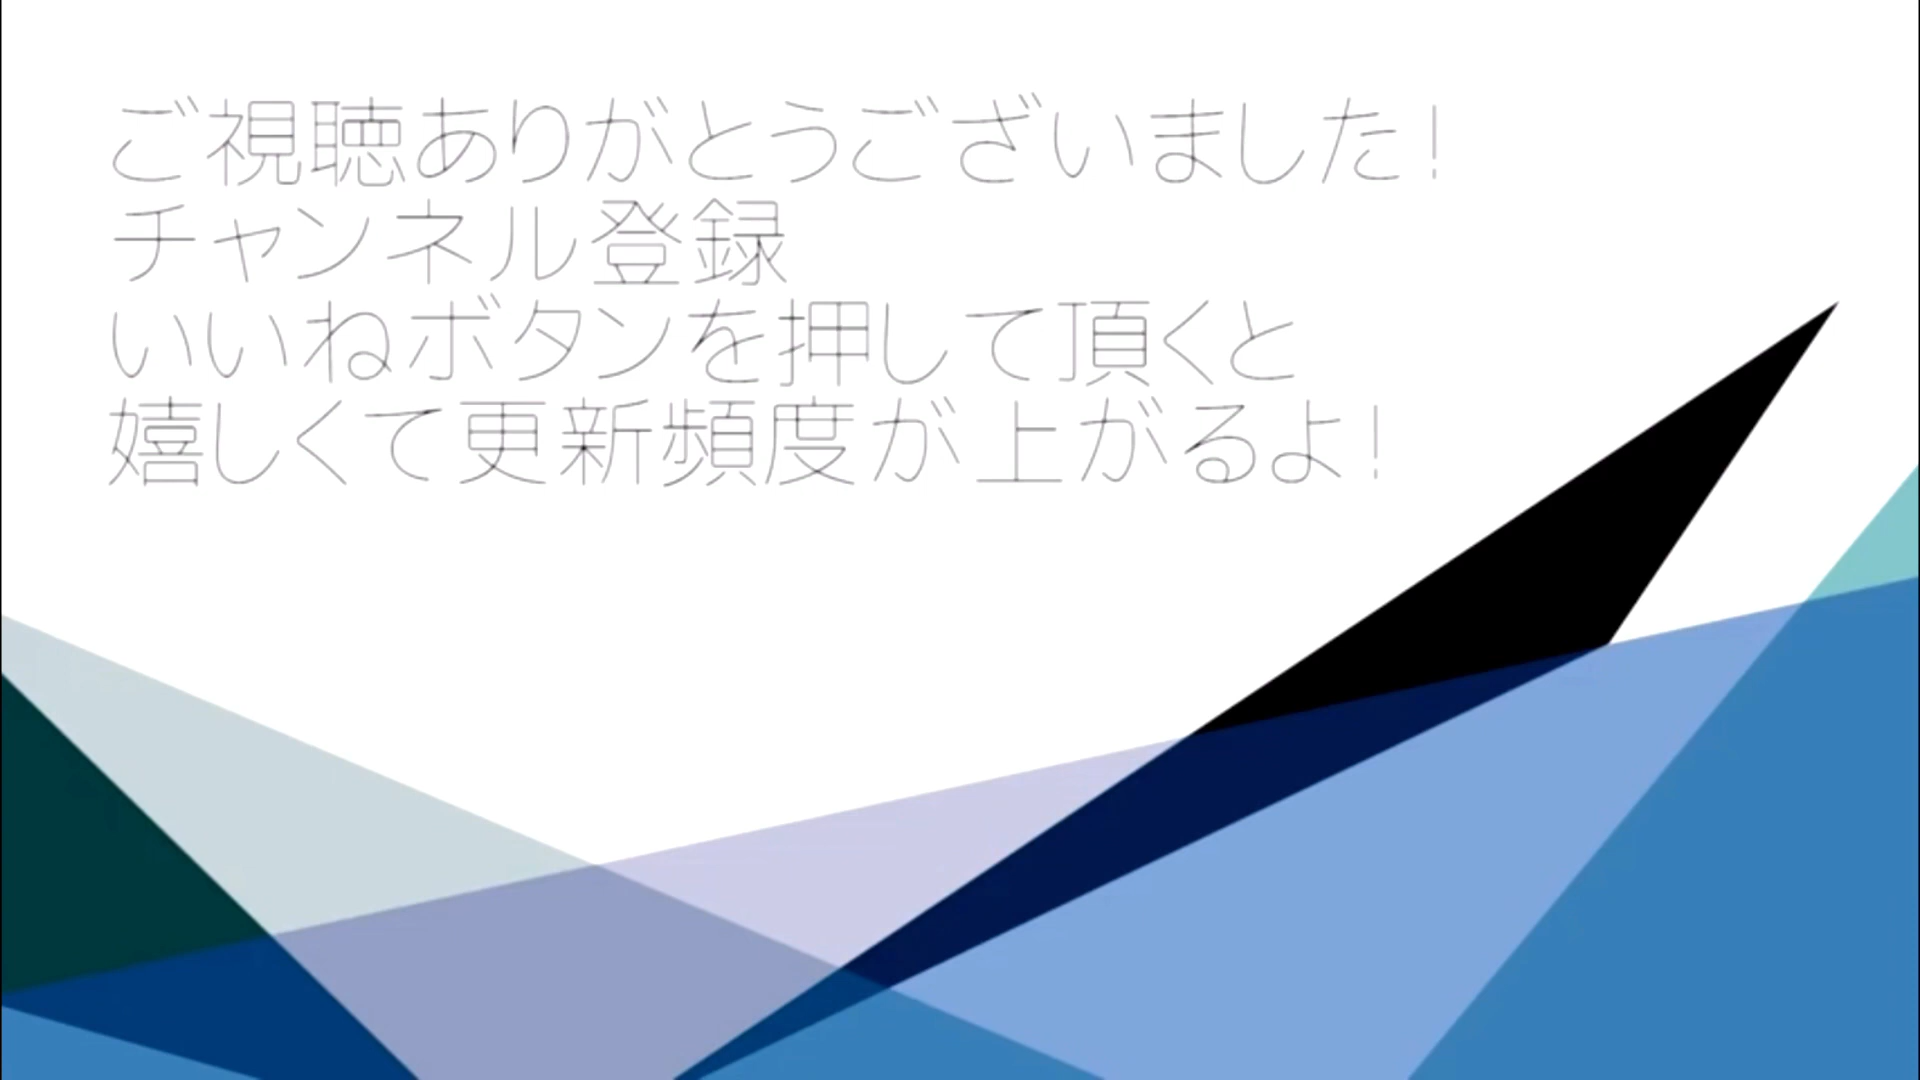 ご視聴ありがとうございました!
チャンネル登録
いいねボタンを押して頂くと
嬉しくて更新頻度が上がるよ!